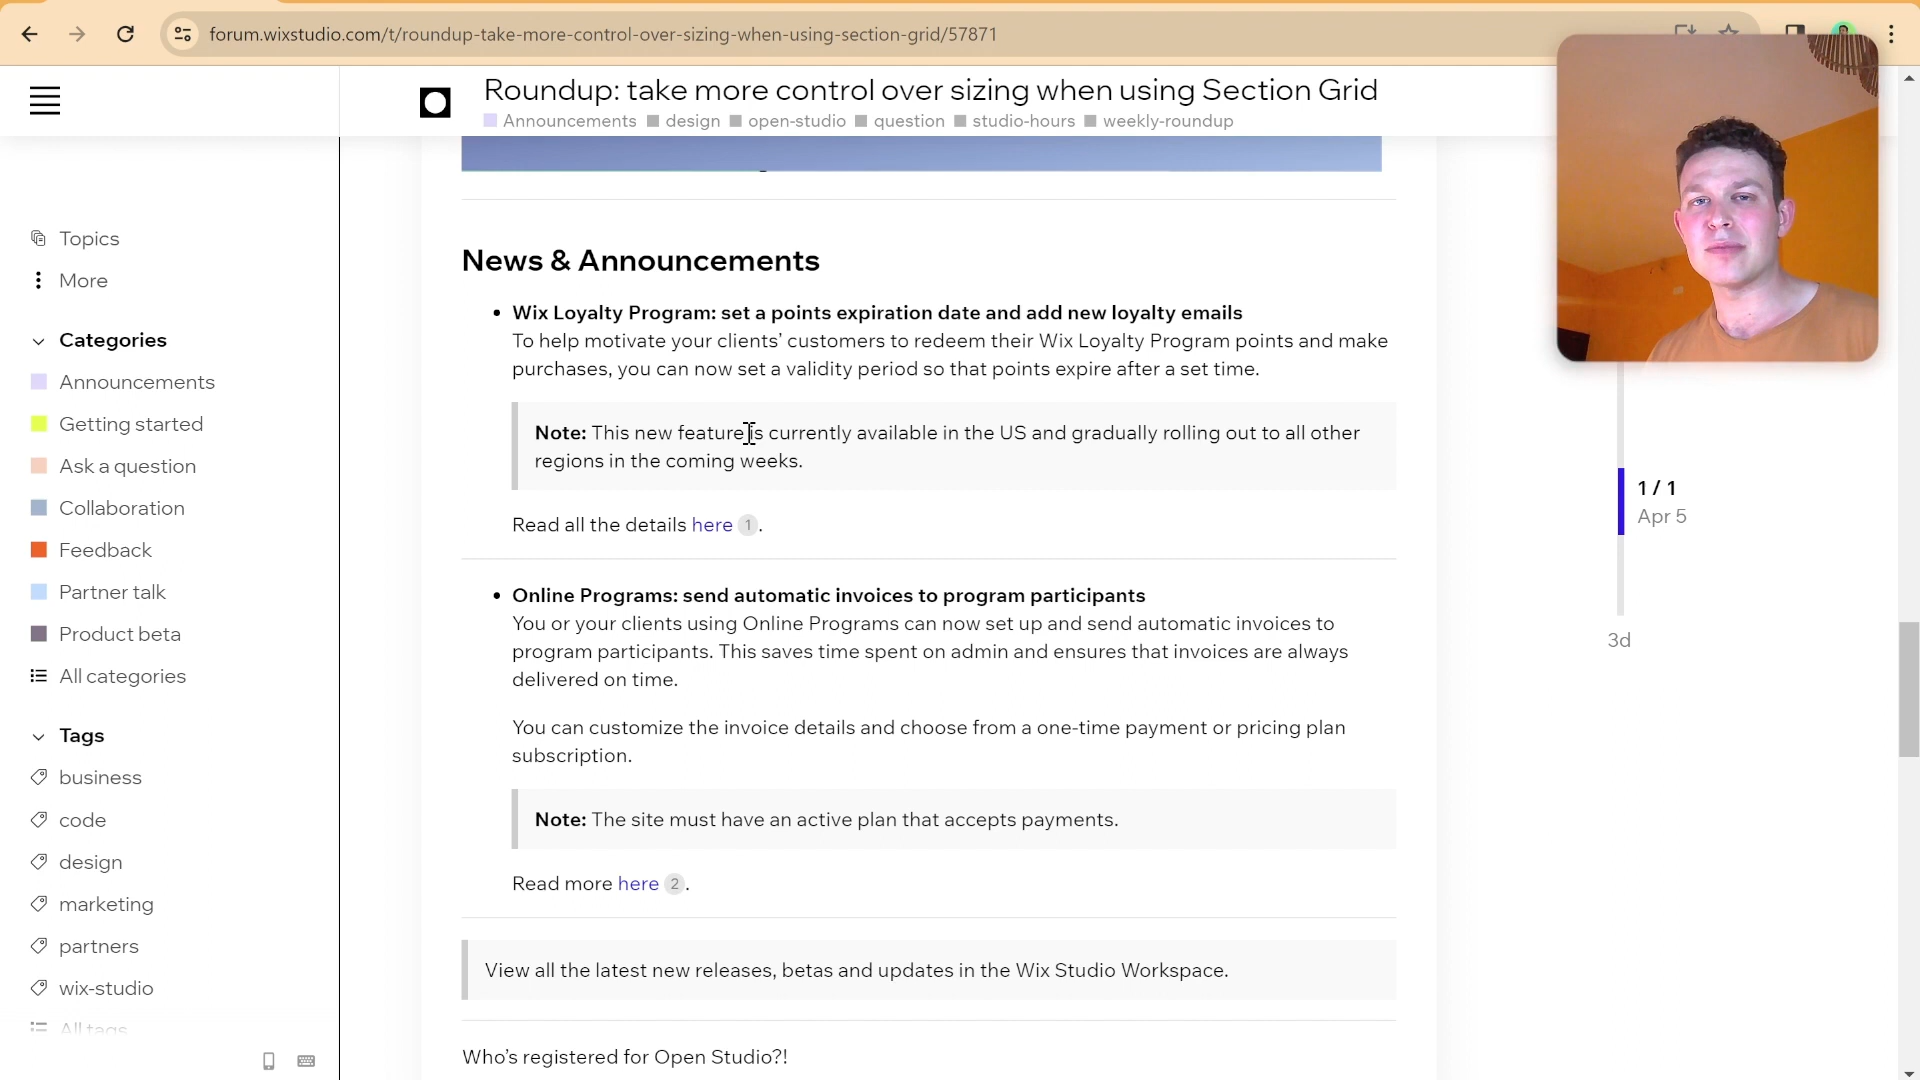 forum.wixstudio.com/t/roundup-take-more-control-over-sizing-when-using-section-grid/57871
Roundup: take more control over sizing when using Section Grid
Announcements design open-studio question studio-hours weekly-roundup
Topics
More
Categories
Announcements
Getting started
Ask a question
Collaboration
Feedback
Partner talk
Product beta
All categories
Tags
business
code
design
marketing
partners
wix-studio
All tags
News & Announcements
Wix Loyalty Program: set a points expiration date and add new loyalty emails
To help motivate your clients’ customers to redeem their Wix Loyalty Program points and make
purchases, you can now set a validity period so that points expire after a set time.
Note: This new feature is currently available in the US and gradually rolling out to all other
regions in the coming weeks.
Read all the details here 1.
Online Programs: send automatic invoices to program participants
You or your clients using Online Programs can now set up and send automatic invoices to
program participants. This saves time spent on admin and ensures that invoices are always
delivered on time.
You can customize the invoice details and choose from a one-time payment or pricing plan
subscription.
Note: The site must have an active plan that accepts payments.
Read more here 2.
View all the latest new releases, betas and updates in the Wix Studio Workspace.
Who’s registered for Open Studio?!
1 / 1
Apr 5
3d